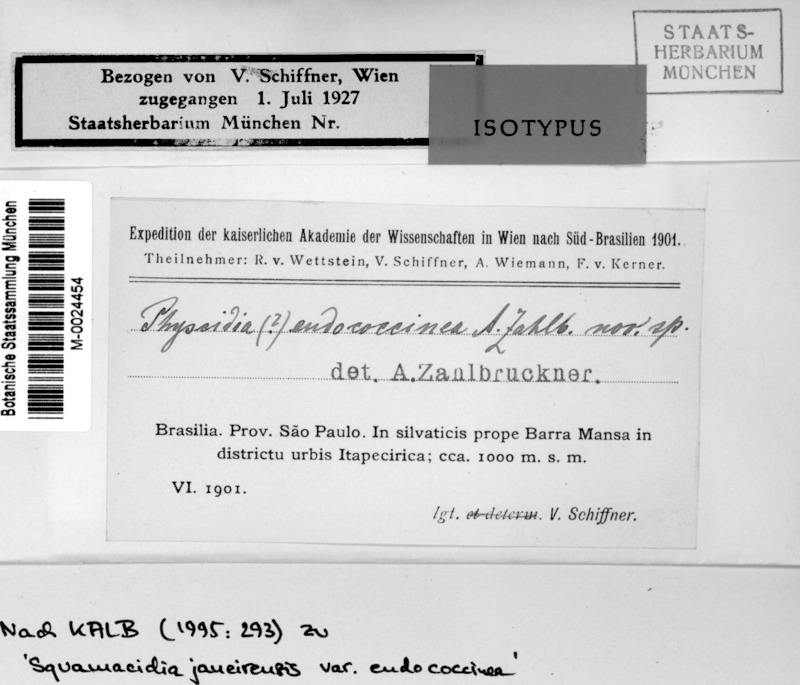 STAATS-
HERBARIUM
MÜNCHEN
Bezogen von V. Schiffner, Wien
zugegangen 1. Juli 1927
Staatsherbarium München Nr.
ISOTYPUS
Botanische Staatssammlung München
M-0024454
Expedition der kaiserlichen Akademie der Wissenschaften in Wien nach Süd-Brasilien 1901.
Theilnehmer: R. v. Wettstein, V. Schiffner, A. Wiemann, F. v. Kerner.
Physcidia (?) endococcinea A. Zahlb. nov. sp.
det. A. Zahlbruckner.
Brasilia. Prov. São Paulo. In silvaticis prope Barra Mansa in
districtu urbis Itapecirica; cca. 1000 m. s. m.
VI. 1901.
lgt. et determ. V. Schiffner.
Nach KALB (1995: 293) zu
'Squamacidia janeirensis var. endococcinea'